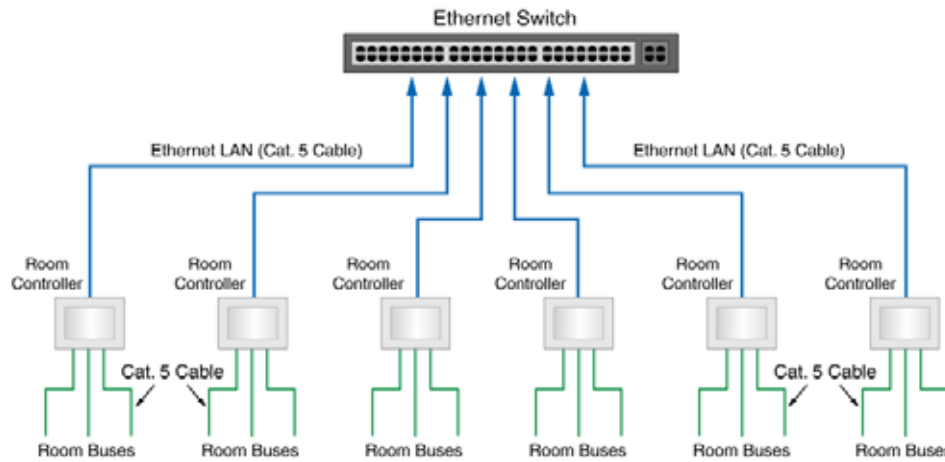 Ethernet Switch
Ethernet LAN (Cat. 5 Cable)
Ethernet LAN (Cat. 5 Cable)
Room
Controller
Room
Controller
Room
Controller
Room
Controller
Room
Controller
Room
Controller
Cat. 5 Cable
Cat. 5 Cable
Room Buses
Room Buses
Room Buses
Room Buses
Room Buses
Room Buses